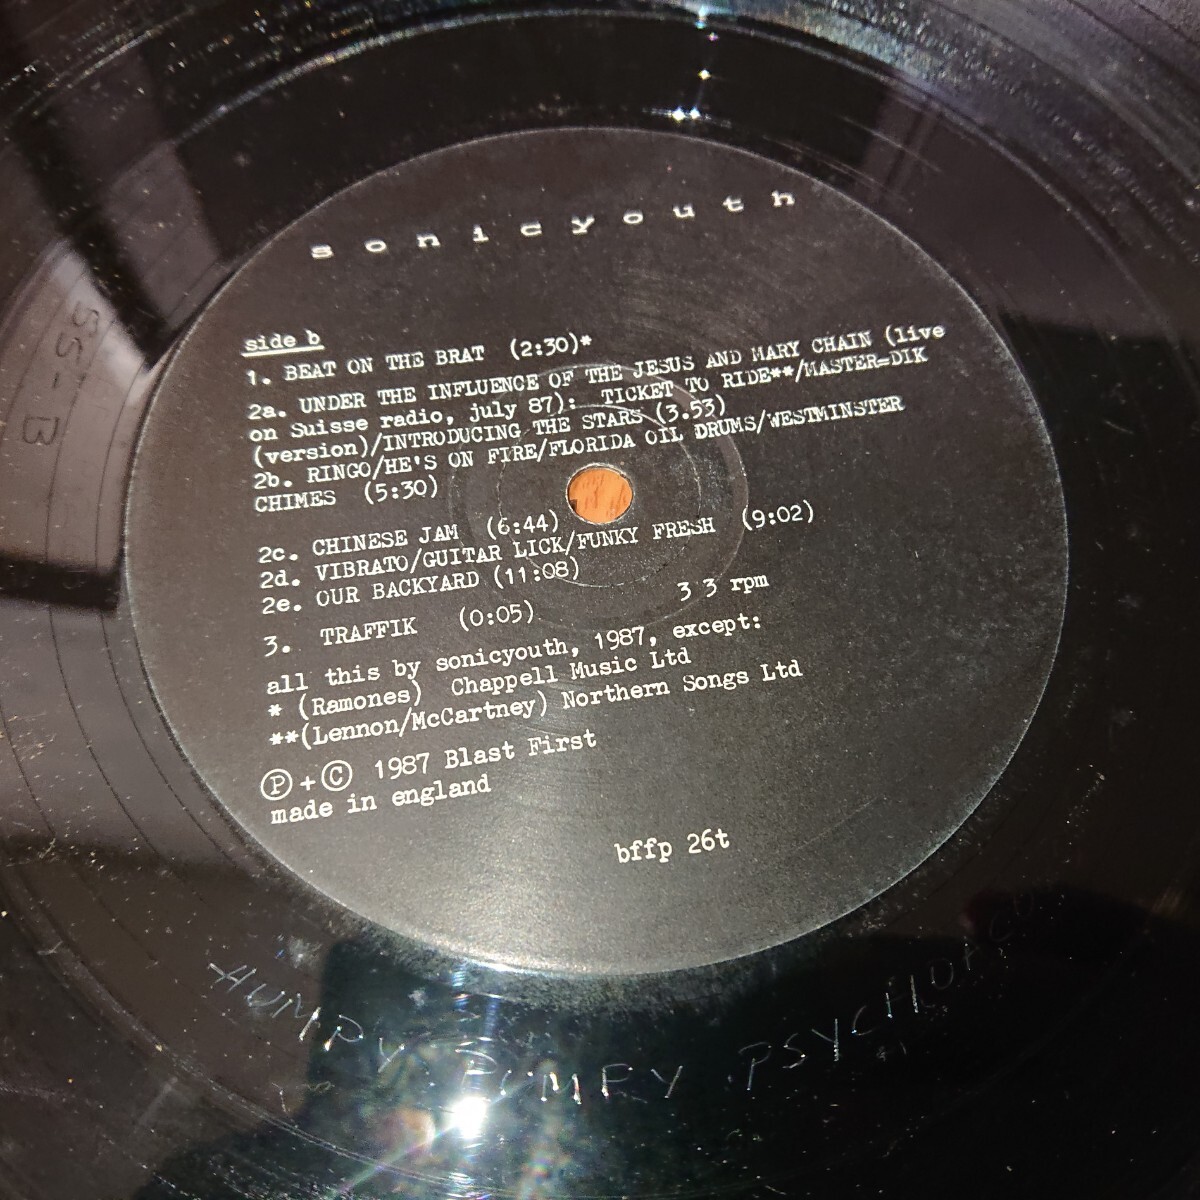 sonicyouth
side b
1. BEAT ON THE BRAT (2:30)*
2a. UNDER THE INFLUENCE OF THE JESUS AND MARY CHAIN (live
on Suisse radio, july 87): TICKET TO RIDE**/MASTER=DIK
(version)/INTRODUCING THE STARS (3.53)
2b. RINGO/HE'S ON FIRE/FLORIDA OIL DRUMS/WESTMINSTER
CHIMES (5:30)
2c. CHINESE JAM (6:44)
2d. VIBRATO/GUITAR LICK/FUNKY FRESH (9:02)
2e. OUR BACKYARD (11:08)
3. TRAFFIK (0:05)
33 rpm
all this by sonicyouth, 1987, except:
* (Ramones) Chappell Music Ltd
**(Lennon/McCartney) Northern Songs Ltd
Ⓟ+© 1987 Blast First
made in england
bffp 26t
SS-B
HUMPY PUMPY